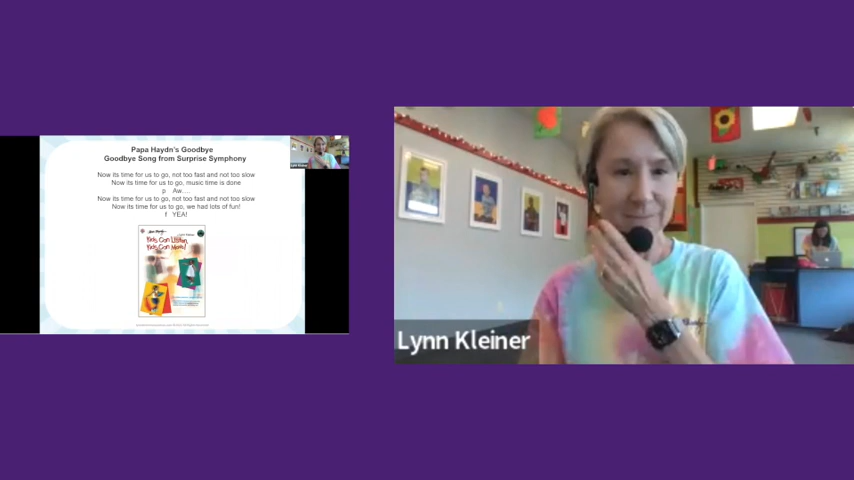 Papa Haydn's Goodbye
Goodbye Song from Surprise Symphony
Now its time for us to go, not too fast and not too slow
Now its time for us to go, music time is done
p Aw....
Now its time for us to go, not too fast and not too slow
Now its time for us to go, we had lots of fun!
f YEA!
Kids Can Listen,
Kids Can Move!
Lynn Kleiner